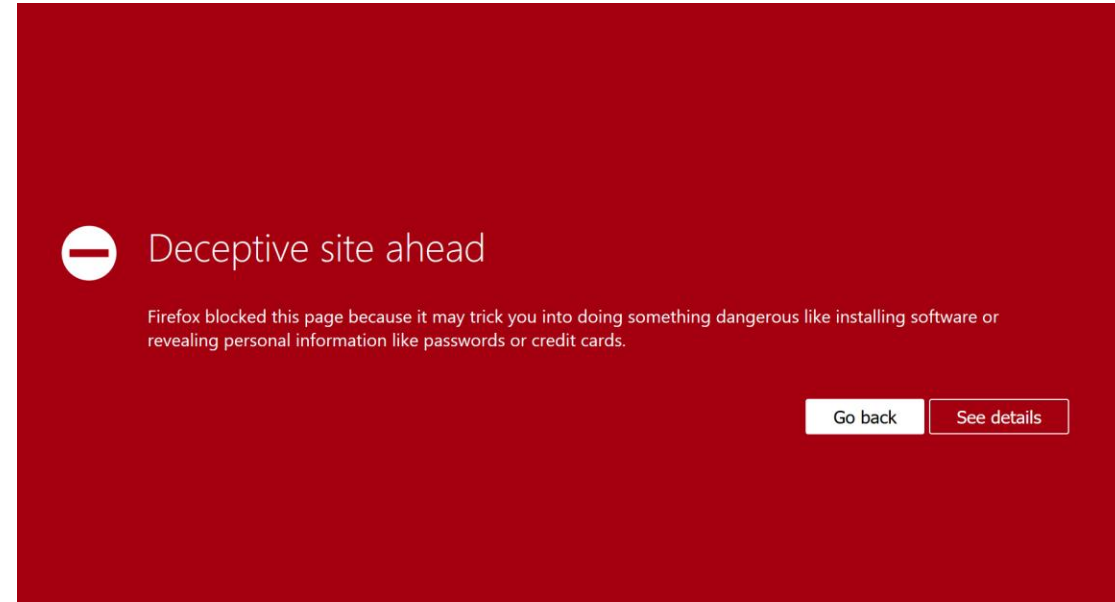 Deceptive site ahead
Firefox blocked this page because it may trick you into doing something dangerous like installing software or
revealing personal information like passwords or credit cards.
Go back
See details